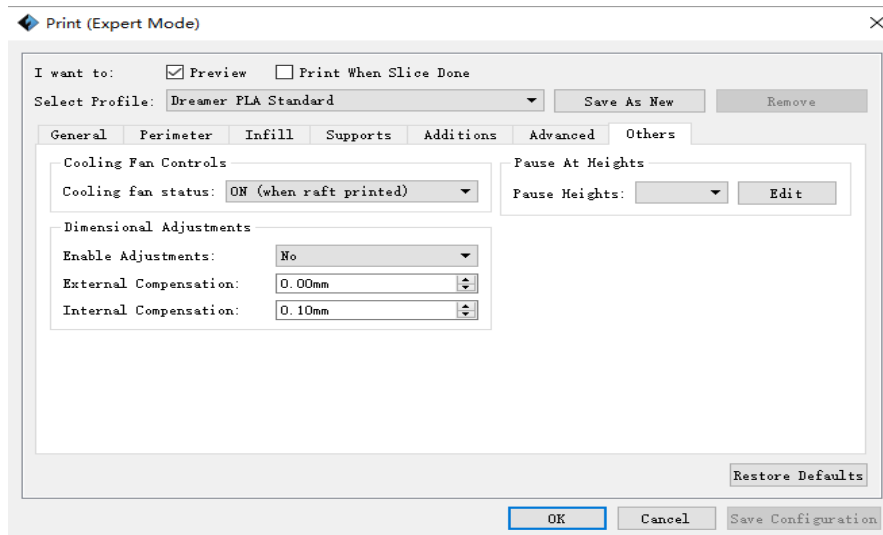 Print (Expert Mode)
I want to: Preview Print When Slice Done
Select Profile: Dreamer PLA Standard Save As New Remove
General Perimeter Infill Supports Additions Advanced Others
Cooling Fan Controls Pause At Heights
Cooling fan status: ON (when raft printed) Pause Heights: Edit
Dimensional Adjustments
Enable Adjustments: No
External Compensation: 0.00mm
Internal Compensation: 0.10mm
Restore Defaults
OK Cancel Save Configuration